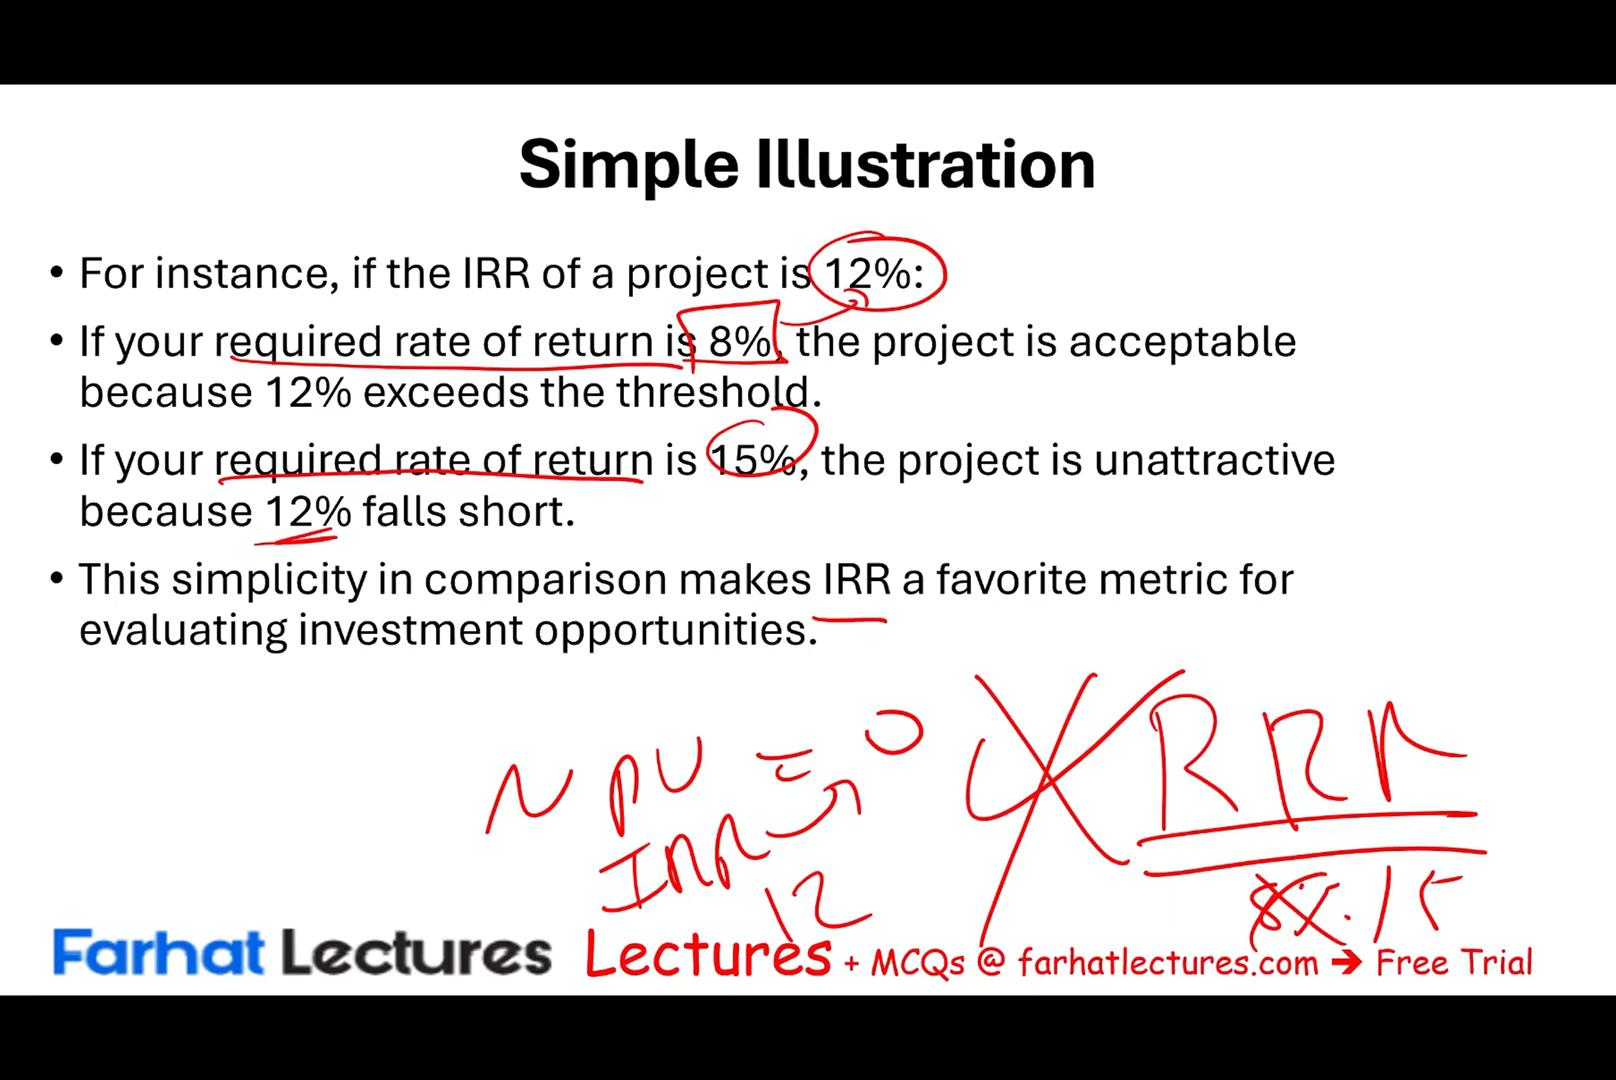 Simple Illustration
• For instance, if the IRR of a project is 12%:
• If your required rate of return is 8%, the project is acceptable
because 12% exceeds the threshold.
• If your required rate of return is 15%, the project is unattractive
because 12% falls short.
• This simplicity in comparison makes IRR a favorite metric for
evaluating investment opportunities.
NPV = 0
RRR
IRR
12
8%
15
Farhat Lectures Lectures + MCQs @ farhatlectures.com → Free Trial